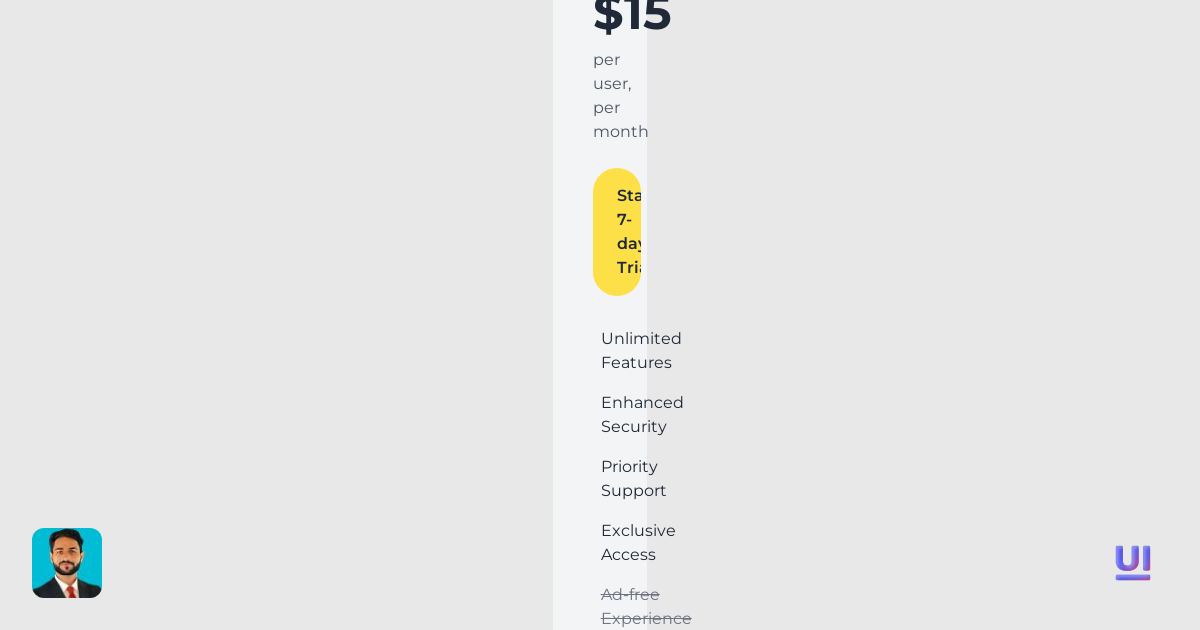 $15
per
user,
per
month
Sta
7-
day
Tria
Unlimited
Features
Enhanced
Security
Priority
Support
Exclusive
Access
Ad-free
Experience
UI